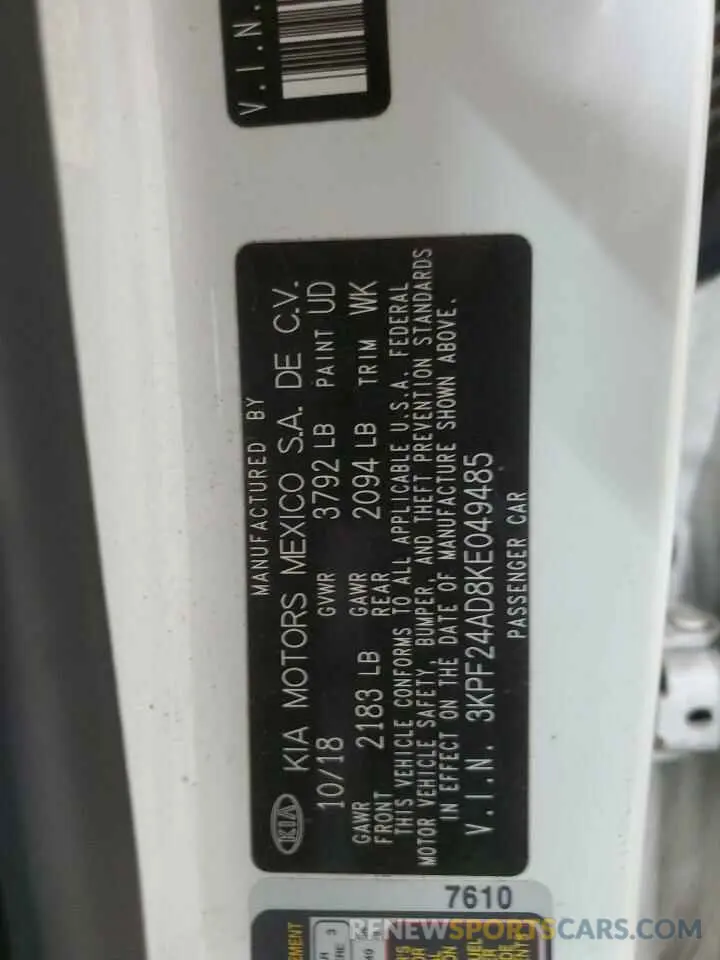 V.I.N.
MANUFACTURED BY
KIA KIA MOTORS MEXICO S.A. DE C.V.
10/18 GVWR 3792 LB PAINT UD
GAWR FRONT 2183 LB GAWR REAR 2094 LB TRIM WK
THIS VEHICLE CONFORMS TO ALL APPLICABLE U.S.A. FEDERAL
MOTOR VEHICLE SAFETY, BUMPER, AND THEFT PREVENTION STANDARDS
IN EFFECT ON THE DATE OF MANUFACTURE SHOWN ABOVE.
V.I.N. 3KPF24AD8KE049485
PASSENGER CAR
7610
RENEWSPORTSCARS.COM